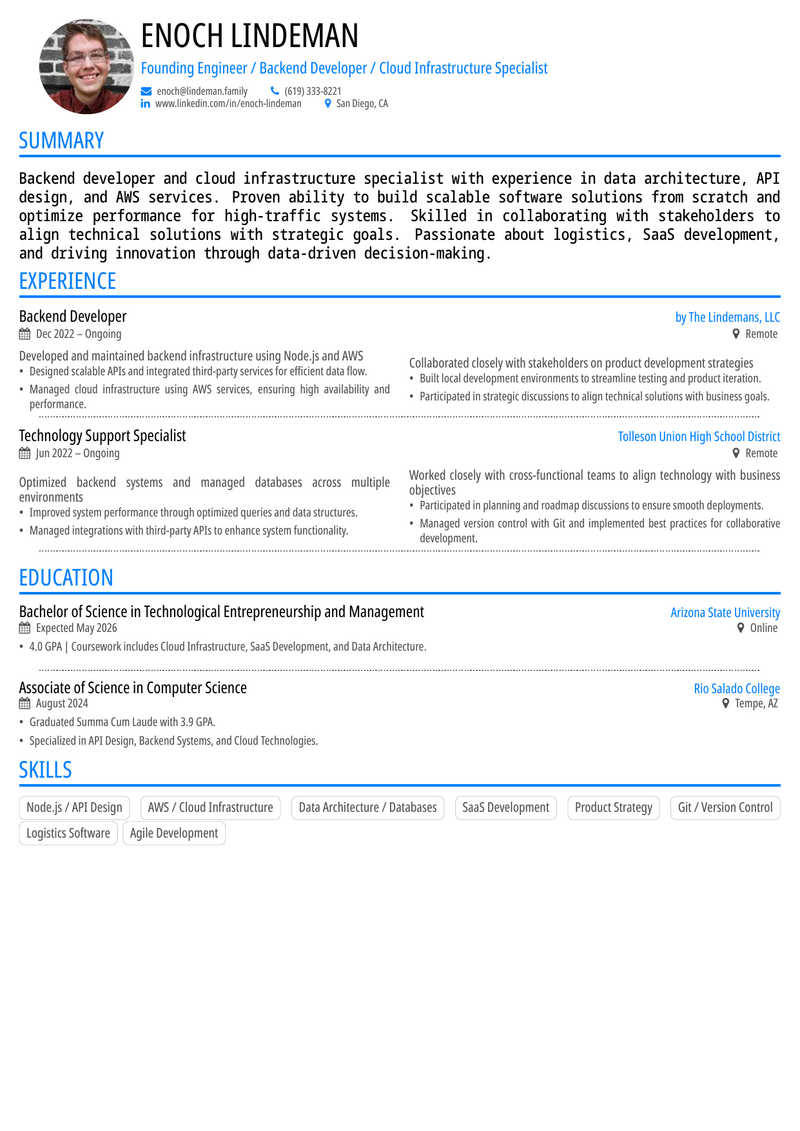 ENOCH LINDEMAN
Founding Engineer / Backend Developer / Cloud Infrastructure Specialist
enoch@lindeman.family (619) 333-8221
www.linkedin.com/in/enoch-lindeman San Diego, CA
SUMMARY
Backend developer and cloud infrastructure specialist with experience in data architecture, API
design, and AWS services. Proven ability to build scalable software solutions from scratch and
optimize performance for high-traffic systems. Skilled in collaborating with stakeholders to
align technical solutions with strategic goals. Passionate about logistics, SaaS development,
and driving innovation through data-driven decision-making.
EXPERIENCE
Backend Developer by The Lindemans, LLC
Dec 2022 – Ongoing Remote
Developed and maintained backend infrastructure using Node.js and AWS
• Designed scalable APIs and integrated third-party services for efficient data flow.
• Managed cloud infrastructure using AWS services, ensuring high availability and
performance.
Collaborated closely with stakeholders on product development strategies
• Built local development environments to streamline testing and product iteration.
• Participated in strategic discussions to align technical solutions with business goals.
Technology Support Specialist Tolleson Union High School District
Jun 2022 – Ongoing Remote
Optimized backend systems and managed databases across multiple
environments
• Improved system performance through optimized queries and data structures.
• Managed integrations with third-party APIs to enhance system functionality.
Worked closely with cross-functional teams to align technology with business
objectives
• Participated in planning and roadmap discussions to ensure smooth deployments.
• Managed version control with Git and implemented best practices for collaborative
development.
EDUCATION
Bachelor of Science in Technological Entrepreneurship and Management Arizona State University
Expected May 2026 Online
• 4.0 GPA | Coursework includes Cloud Infrastructure, SaaS Development, and Data Architecture.
Associate of Science in Computer Science Rio Salado College
August 2024 Tempe, AZ
• Graduated Summa Cum Laude with 3.9 GPA.
• Specialized in API Design, Backend Systems, and Cloud Technologies.
SKILLS
Node.js / API Design AWS / Cloud Infrastructure Data Architecture / Databases SaaS Development Product Strategy Git / Version Control
Logistics Software Agile Development